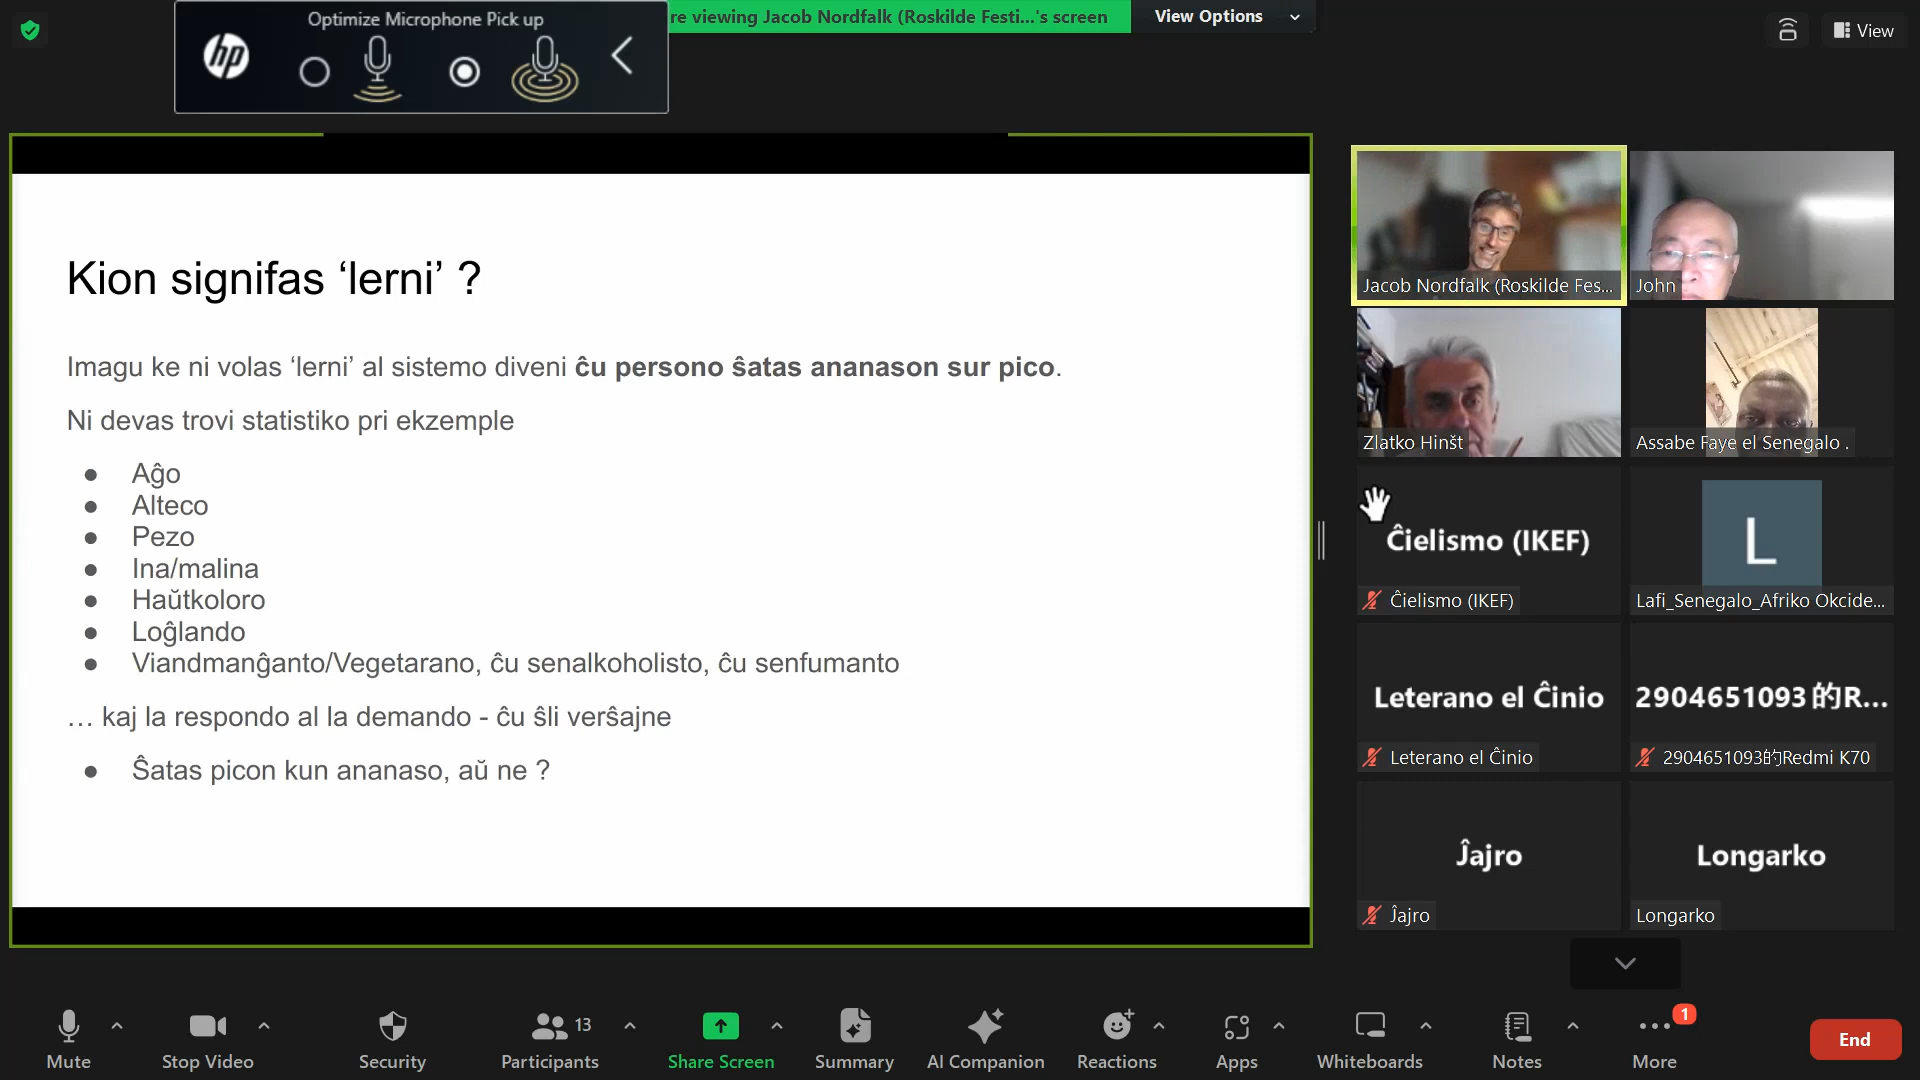 Optimize Microphone Pick up
hp
re viewing Jacob Nordfalk (Roskilde Festi...'s screen
View Options
View
Kion signifas ‘lerni’ ?
Imagu ke ni volas ‘lerni’ al sistemo diveni ĉu persono ŝatas ananason sur pico.
Ni devas trovi statistiko pri ekzemple
● Aĝo
● Alteco
● Pezo
● Ina/malina
● Haŭtkoloro
● Loĝlando
● Viandmanĝanto/Vegetarano, ĉu senalkoholisto, ĉu senfumanto
… kaj la respondo al la demando - ĉu ŝli verŝajne
● Ŝatas picon kun ananaso, aŭ ne ?
Jacob Nordfalk (Roskilde Fes...
John
Zlatko Hinšt
Assabe Faye el Senegalo .
Ĉielismo (IKEF)
Ĉielismo (IKEF)
L
Lafi_Senegalo_Afriko Okcide...
Leterano el Ĉinio
Leterano el Ĉinio
2904651093的R...
2904651093的Redmi K70
Ĵajro
Ĵajro
Longarko
Longarko
Mute
Stop Video
Security
13
Participants
Share Screen
Summary
AI Companion
Reactions
Apps
Whiteboards
Notes
1
More
End